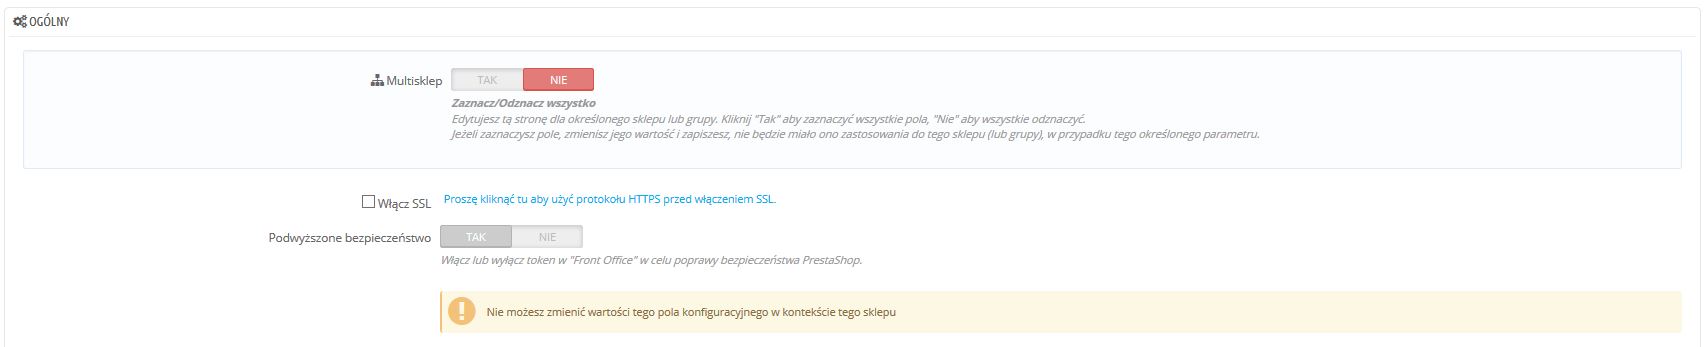 OGÓLNY
Multisklep TAK NIE
Zaznacz/Odznacz wszystko
Edytujesz tą stronę dla określonego sklepu lub grupy. Kliknij "Tak" aby zaznaczyć wszystkie pola, "Nie" aby wszystkie odznaczyć.
Jeżeli zaznaczysz pole, zmienisz jego wartość i zapiszesz, nie będzie miało ono zastosowania do tego sklepu (lub grupy), w przypadku tego określonego parametru.
Włącz SSL Proszę kliknąć tu aby użyć protokołu HTTPS przed włączeniem SSL.
Podwyższone bezpieczeństwo TAK NIE
Włącz lub wyłącz token w "Front Office" w celu poprawy bezpieczeństwa PrestaShop.
Nie możesz zmienić wartości tego pola konfiguracyjnego w kontekście tego sklepu